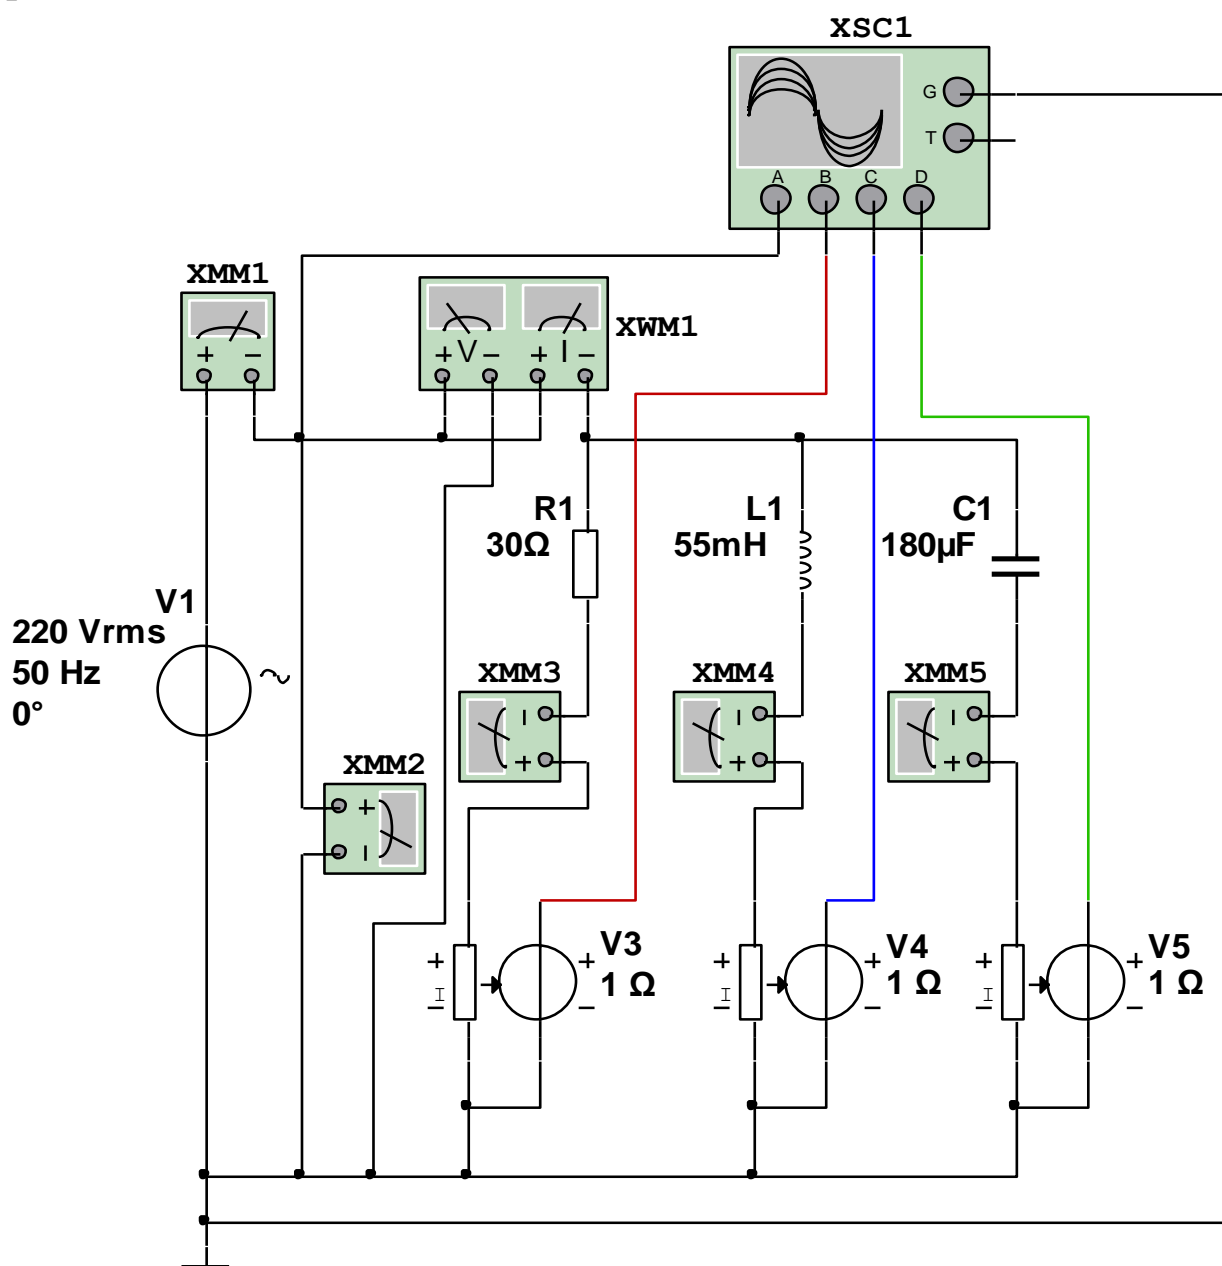 XSC1
G
T
A B C D
XMM1
+ −
XWM1
+ V − + I −
R1
30Ω
L1
55mH
C1
180µF
V1
220 Vrms
50 Hz
0°
XMM3
XMM4
XMM5
I
+
I
+
I
+
XMM2
+
I
V3
1 Ω
V4
1 Ω
V5
1 Ω
+
I
−
+
−
+
I
−
+
−
+
I
−
+
−